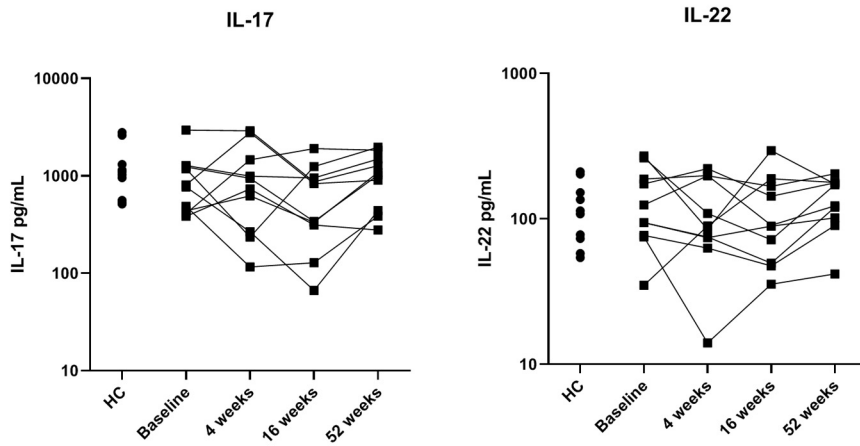 IL-17
IL-17 pg/mL
10000
1000
100
10
HC
Baseline
4 weeks
16 weeks
52 weeks
IL-22
IL-22 pg/mL
1000
100
10
HC
Baseline
4 weeks
16 weeks
52 weeks